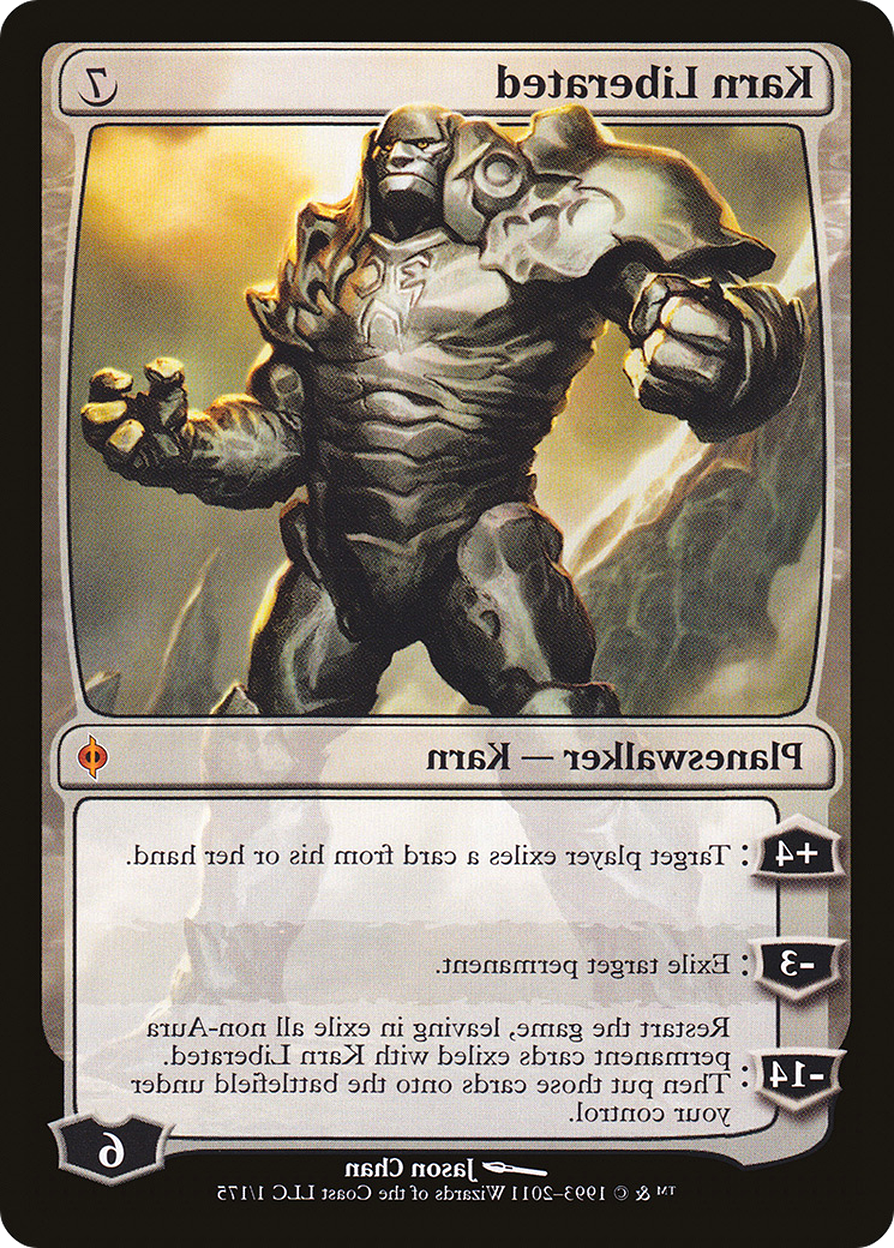 Karn Liberated
7
Planeswalker — Karn
+4: Target player exiles a card from his or her hand.
-3: Exile target permanent.
Restart the game, leaving in exile all non-Aura
permanent cards exiled with Karn Liberated.
-14: Then put those cards onto the battlefield under
your control.
6
Jason Chan
™ & © 1993–2011 Wizards of the Coast LLC 1/175